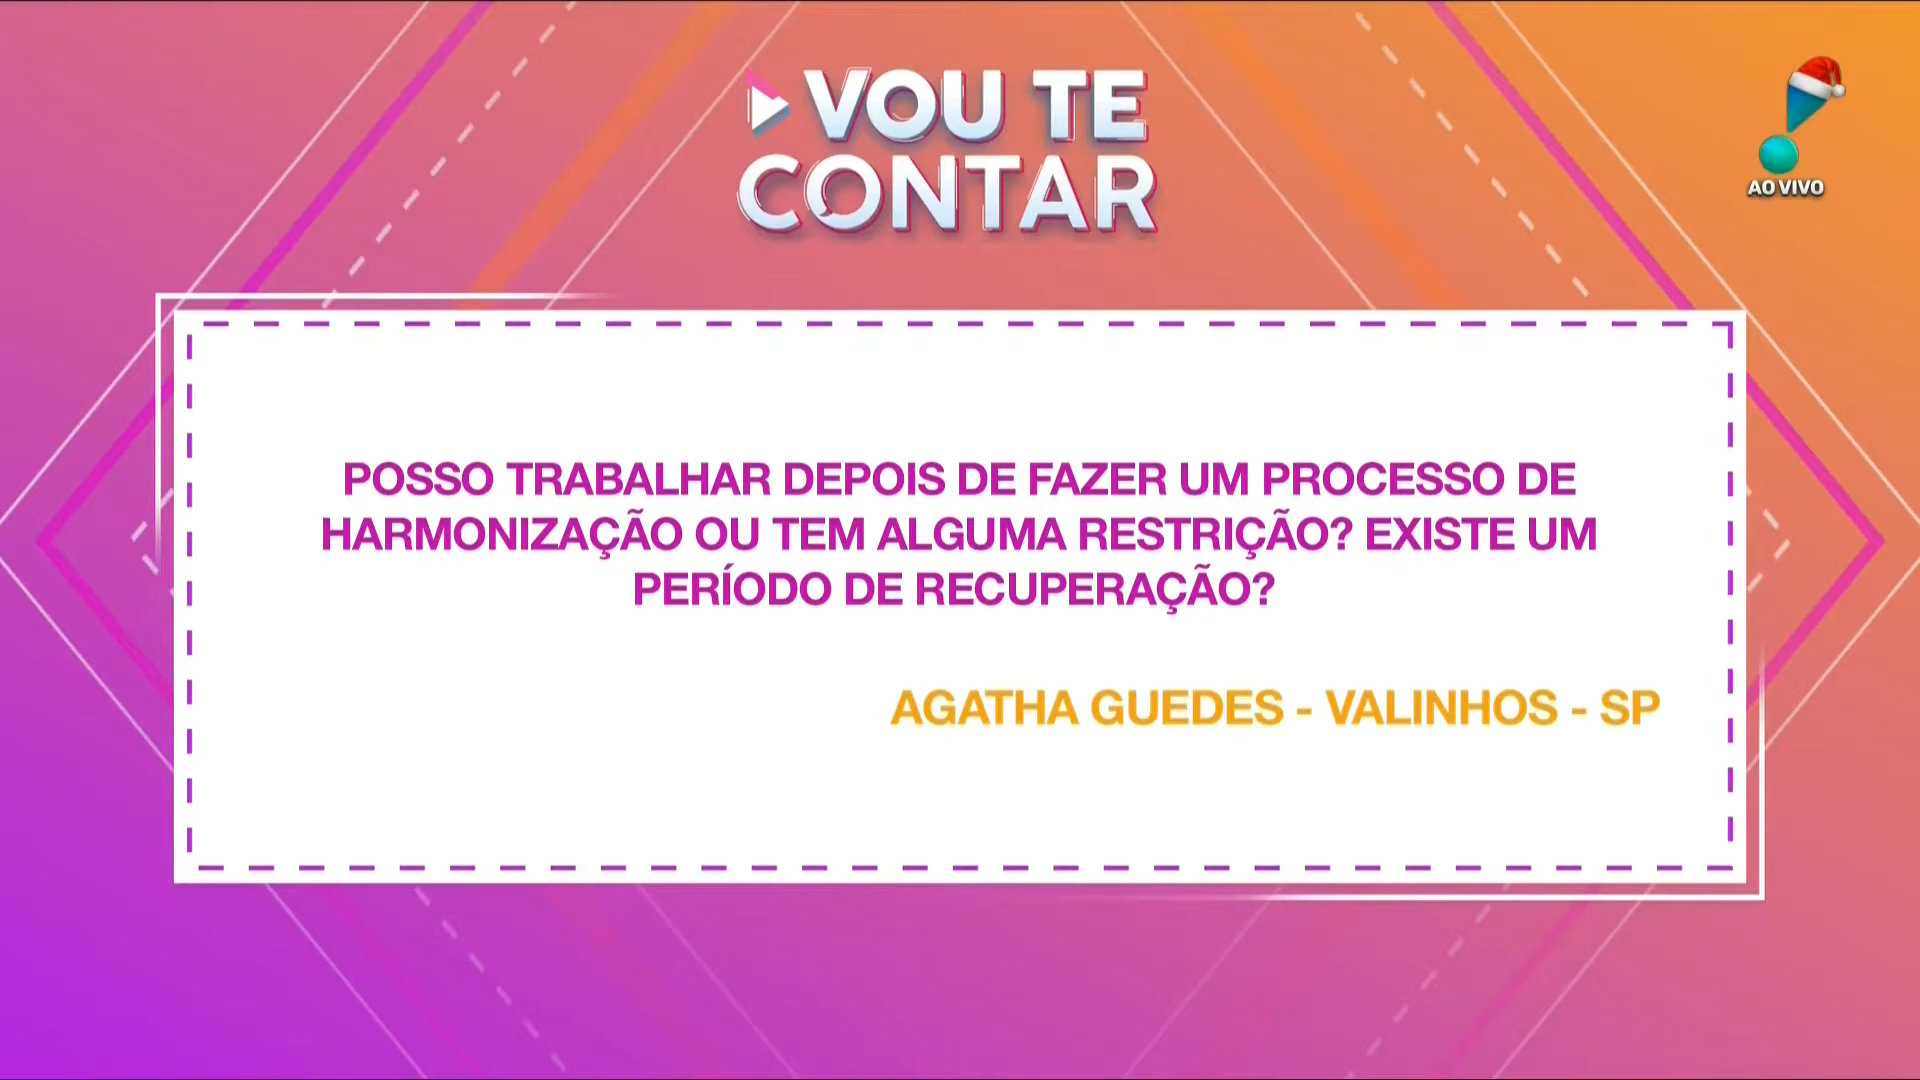 VOU TE
CONTAR
AO VIVO
POSSO TRABALHAR DEPOIS DE FAZER UM PROCESSO DE
HARMONIZAÇÃO OU TEM ALGUMA RESTRIÇÃO? EXISTE UM
PERÍODO DE RECUPERAÇÃO?
AGATHA GUEDES - VALINHOS - SP